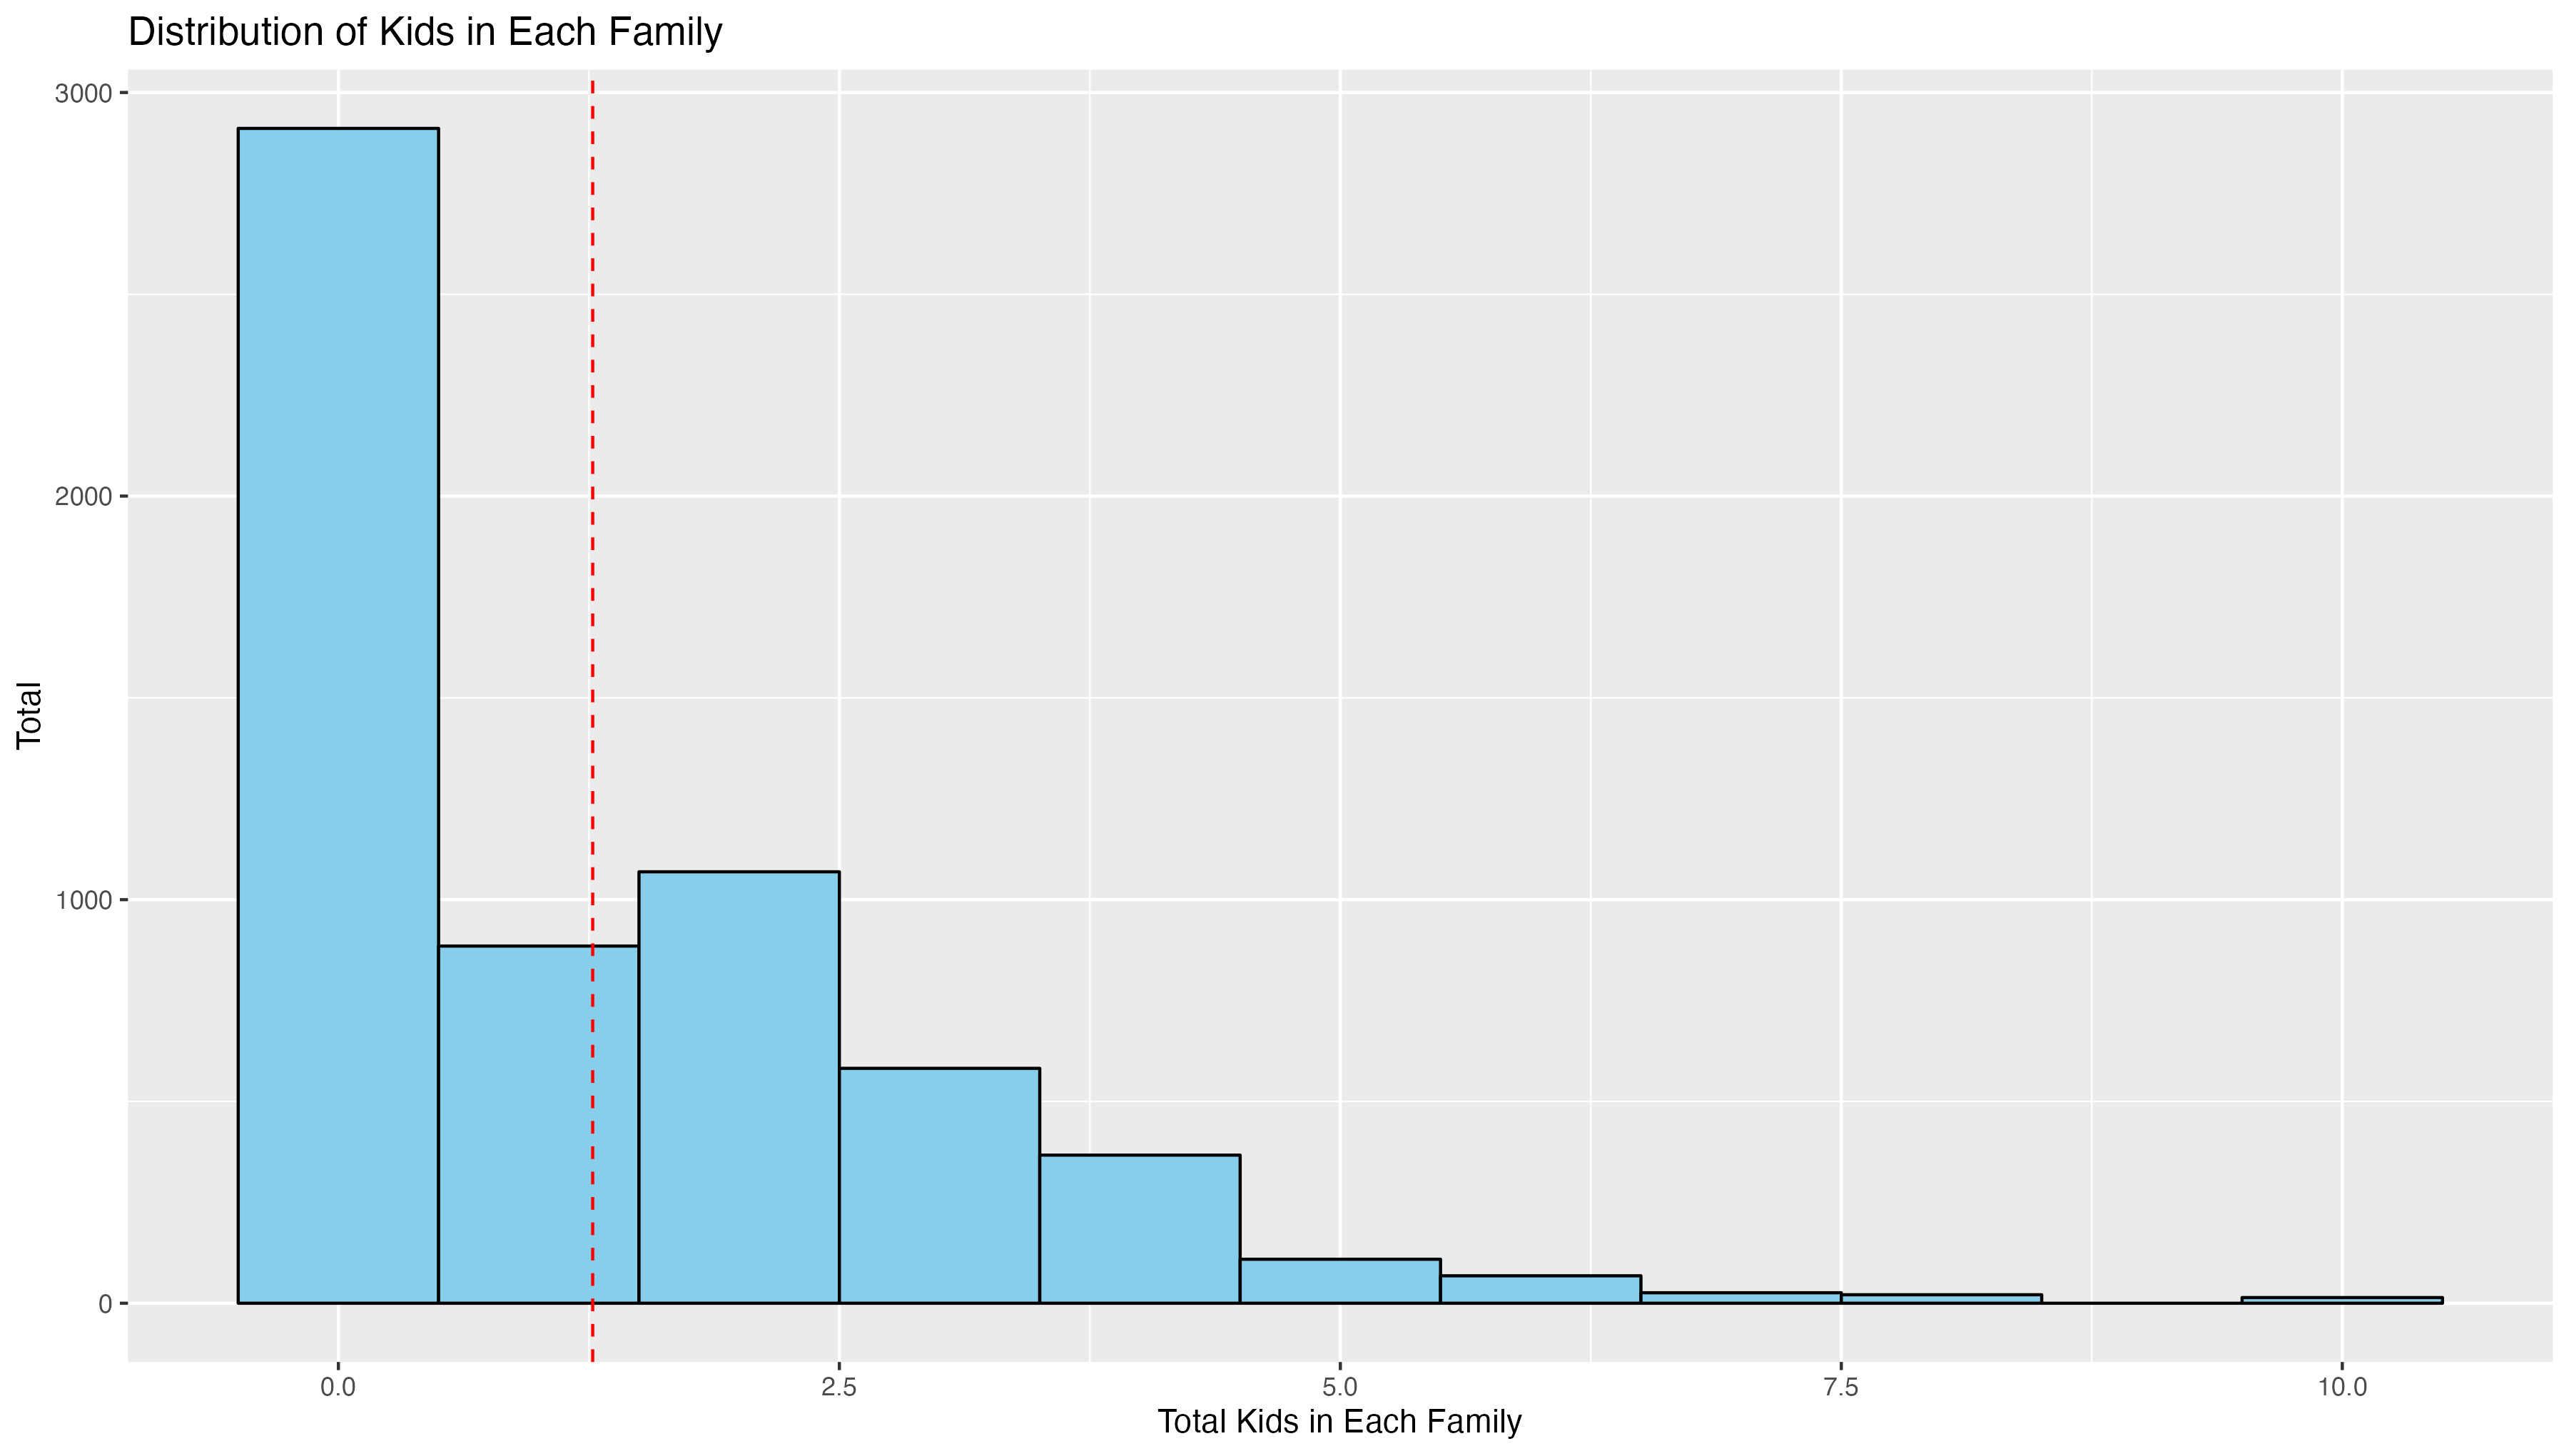 Distribution of Kids in Each Family
3000
2000
1000
0
Total
0.0 2.5 5.0 7.5 10.0
Total Kids in Each Family